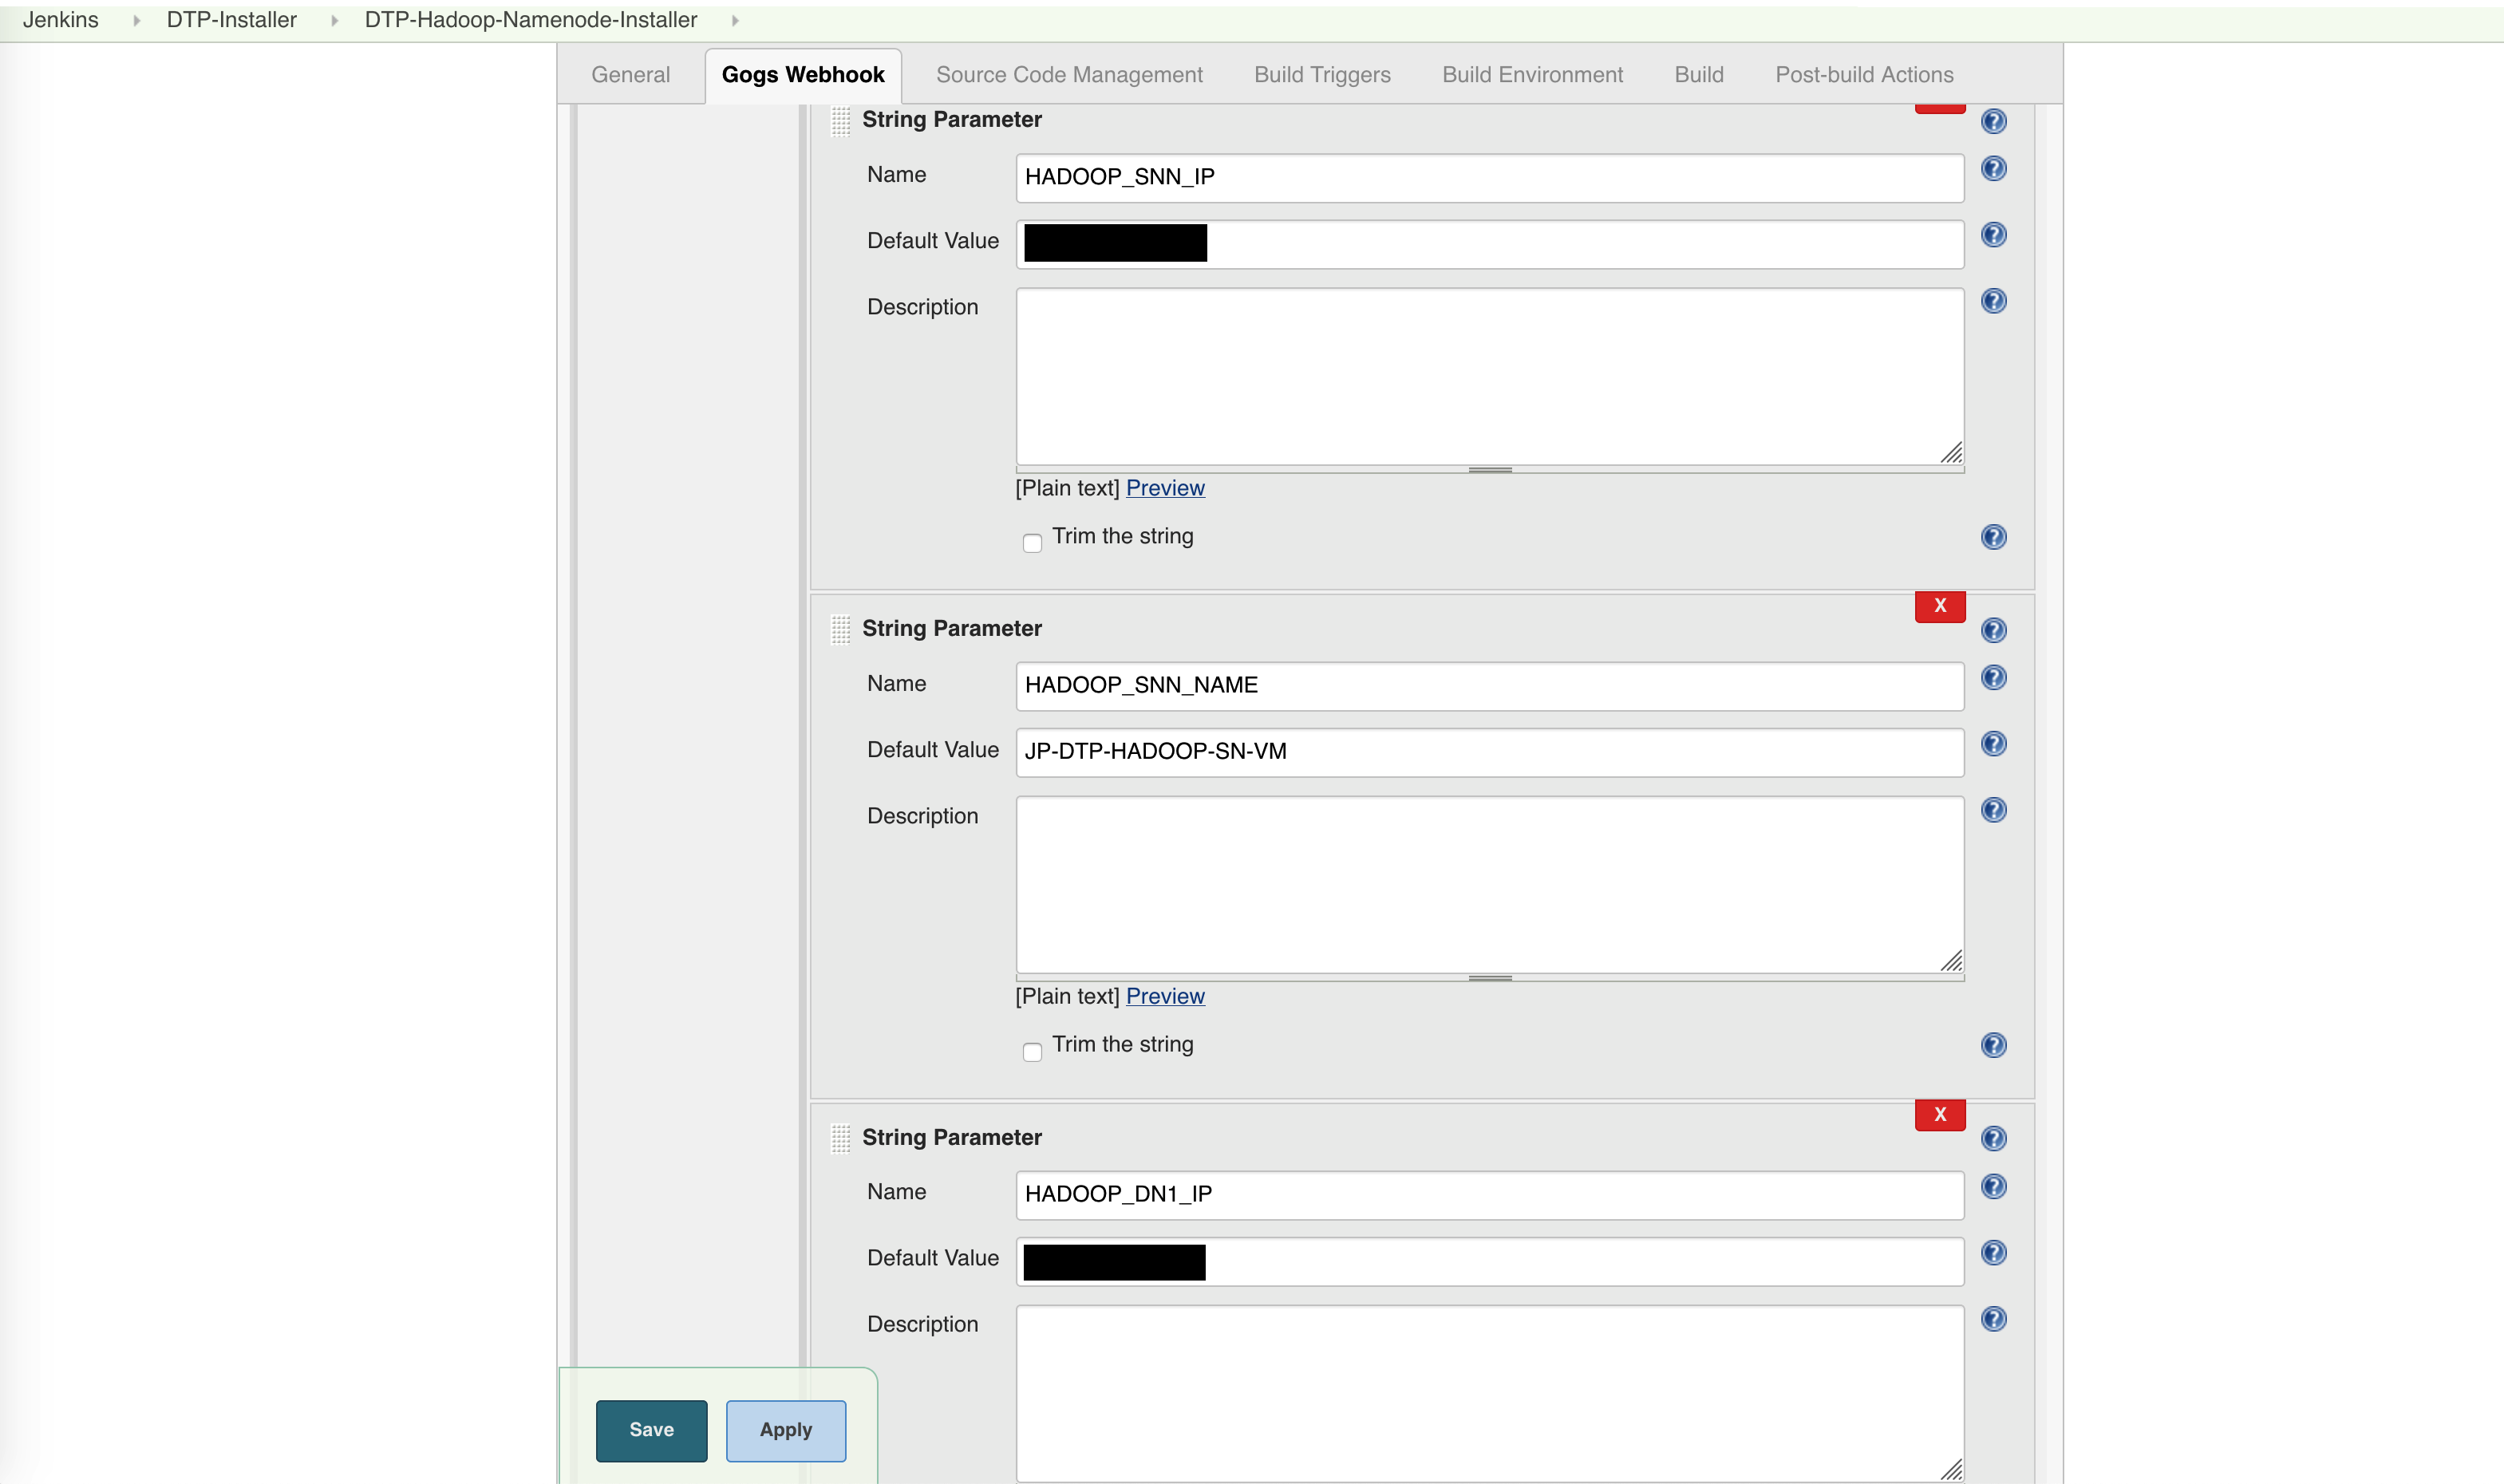 Jenkins DTP-Installer DTP-Hadoop-Namenode-Installer
General Gogs Webhook Source Code Management Build Triggers Build Environment Build Post-build Actions
String Parameter
Name HADOOP_SNN_IP
Default Value
Description
[Plain text] Preview
Trim the string
X
String Parameter
Name HADOOP_SNN_NAME
Default Value JP-DTP-HADOOP-SN-VM
Description
[Plain text] Preview
Trim the string
X
String Parameter
Name HADOOP_DN1_IP
Default Value
Description
Save Apply